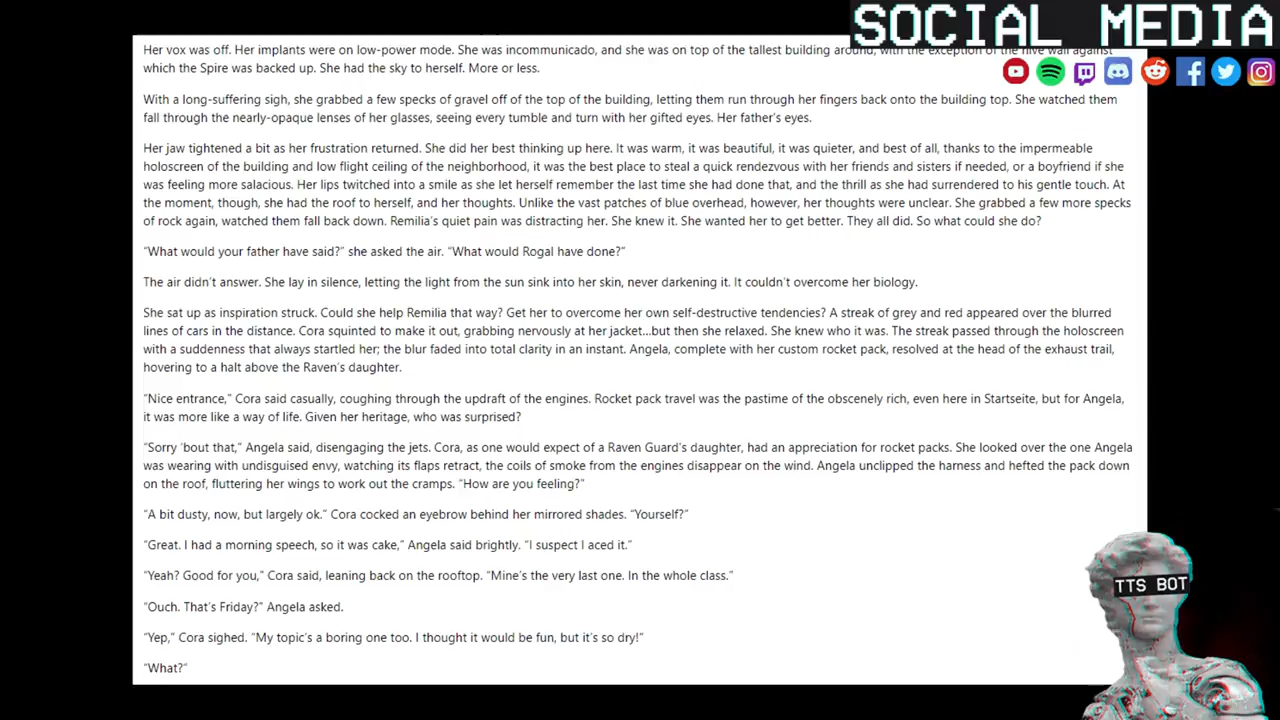 SOCIAL MEDIA
Her vox was off. Her implants were on low-power mode. She was incommunicado, and she was on top of the tallest building around, with the exception of the hive wall against
which the Spire was backed up. She had the sky to herself. More or less.
With a long-suffering sigh, she grabbed a few specks of gravel off of the top of the building, letting them run through her fingers back onto the building top. She watched them
fall through the nearly-opaque lenses of her glasses, seeing every tumble and turn with her gifted eyes. Her father's eyes.
Her jaw tightened a bit as her frustration returned. She did her best thinking up here. It was warm, it was beautiful, it was quieter, and best of all, thanks to the impermeable
holoscreen of the building and low flight ceiling of the neighborhood, it was the best place to steal a quick rendezvous with her friends and sisters if needed, or a boyfriend if she
was feeling more salacious. Her lips twitched into a smile as she let herself remember the last time she had done that, and the thrill as she had surrendered to his gentle touch. At
the moment, though, she had the roof to herself, and her thoughts. Unlike the vast patches of blue overhead, however, her thoughts were unclear. She grabbed a few more specks
of rock again, watched them fall back down. Remilia's quiet pain was distracting her. She knew it. She wanted her to get better. They all did. So what could she do?
“What would your father have said?” she asked the air. “What would Rogal have done?”
The air didn't answer. She lay in silence, letting the light from the sun sink into her skin, never darkening it. It couldn't overcome her biology.
She sat up as inspiration struck. Could she help Remilia that way? Get her to overcome her own self-destructive tendencies? A streak of grey and red appeared over the blurred
lines of cars in the distance. Cora squinted to make it out, grabbing nervously at her jacket…but then she relaxed. She knew who it was. The streak passed through the holoscreen
with a suddenness that always startled her; the blur faded into total clarity in an instant. Angela, complete with her custom rocket pack, resolved at the head of the exhaust trail,
hovering to a halt above the Raven's daughter.
“Nice entrance,” Cora said casually, coughing through the updraft of the engines. Rocket pack travel was the pastime of the obscenely rich, even here in Startseite, but for Angela,
it was more like a way of life. Given her heritage, who was surprised?
“Sorry 'bout that,” Angela said, disengaging the jets. Cora, as one would expect of a Raven Guard's daughter, had an appreciation for rocket packs. She looked over the one Angela
was wearing with undisguised envy, watching its flaps retract, the coils of smoke from the engines disappear on the wind. Angela unclipped the harness and hefted the pack down
on the roof, fluttering her wings to work out the cramps. “How are you feeling?”
“A bit dusty, now, but largely ok.” Cora cocked an eyebrow behind her mirrored shades. “Yourself?”
“Great. I had a morning speech, so it was cake,” Angela said brightly. “I suspect I aced it.”
“Yeah? Good for you,” Cora said, leaning back on the rooftop. “Mine's the very last one. In the whole class.”
“Ouch. That's Friday?” Angela asked.
“Yep,” Cora sighed. “My topic's a boring one too. I thought it would be fun, but it's so dry!”
“What?”
TTS BOT